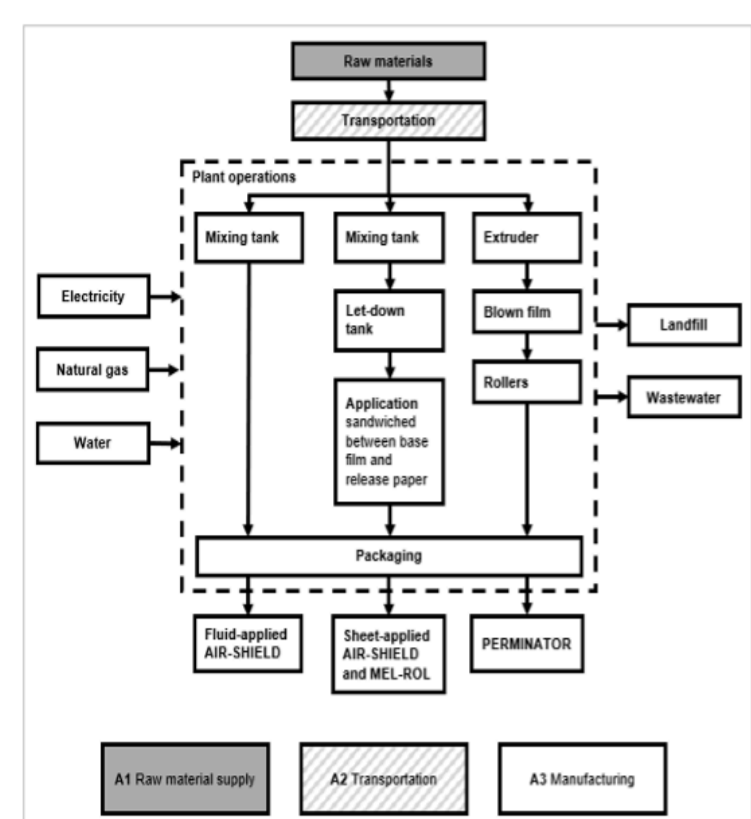 Raw materials
Transportation
Plant operations
Mixing tank
Mixing tank
Extruder
Electricity
Let-down
tank
Blown film
Landfill
Natural gas
Rollers
Application
sandwiched
between base
film and
release paper
Wastewater
Water
Packaging
Fluid-applied
AIR-SHIELD
Sheet-applied
AIR-SHIELD
and MEL-ROL
PERMINATOR
A1 Raw material supply
A2 Transportation
A3 Manufacturing